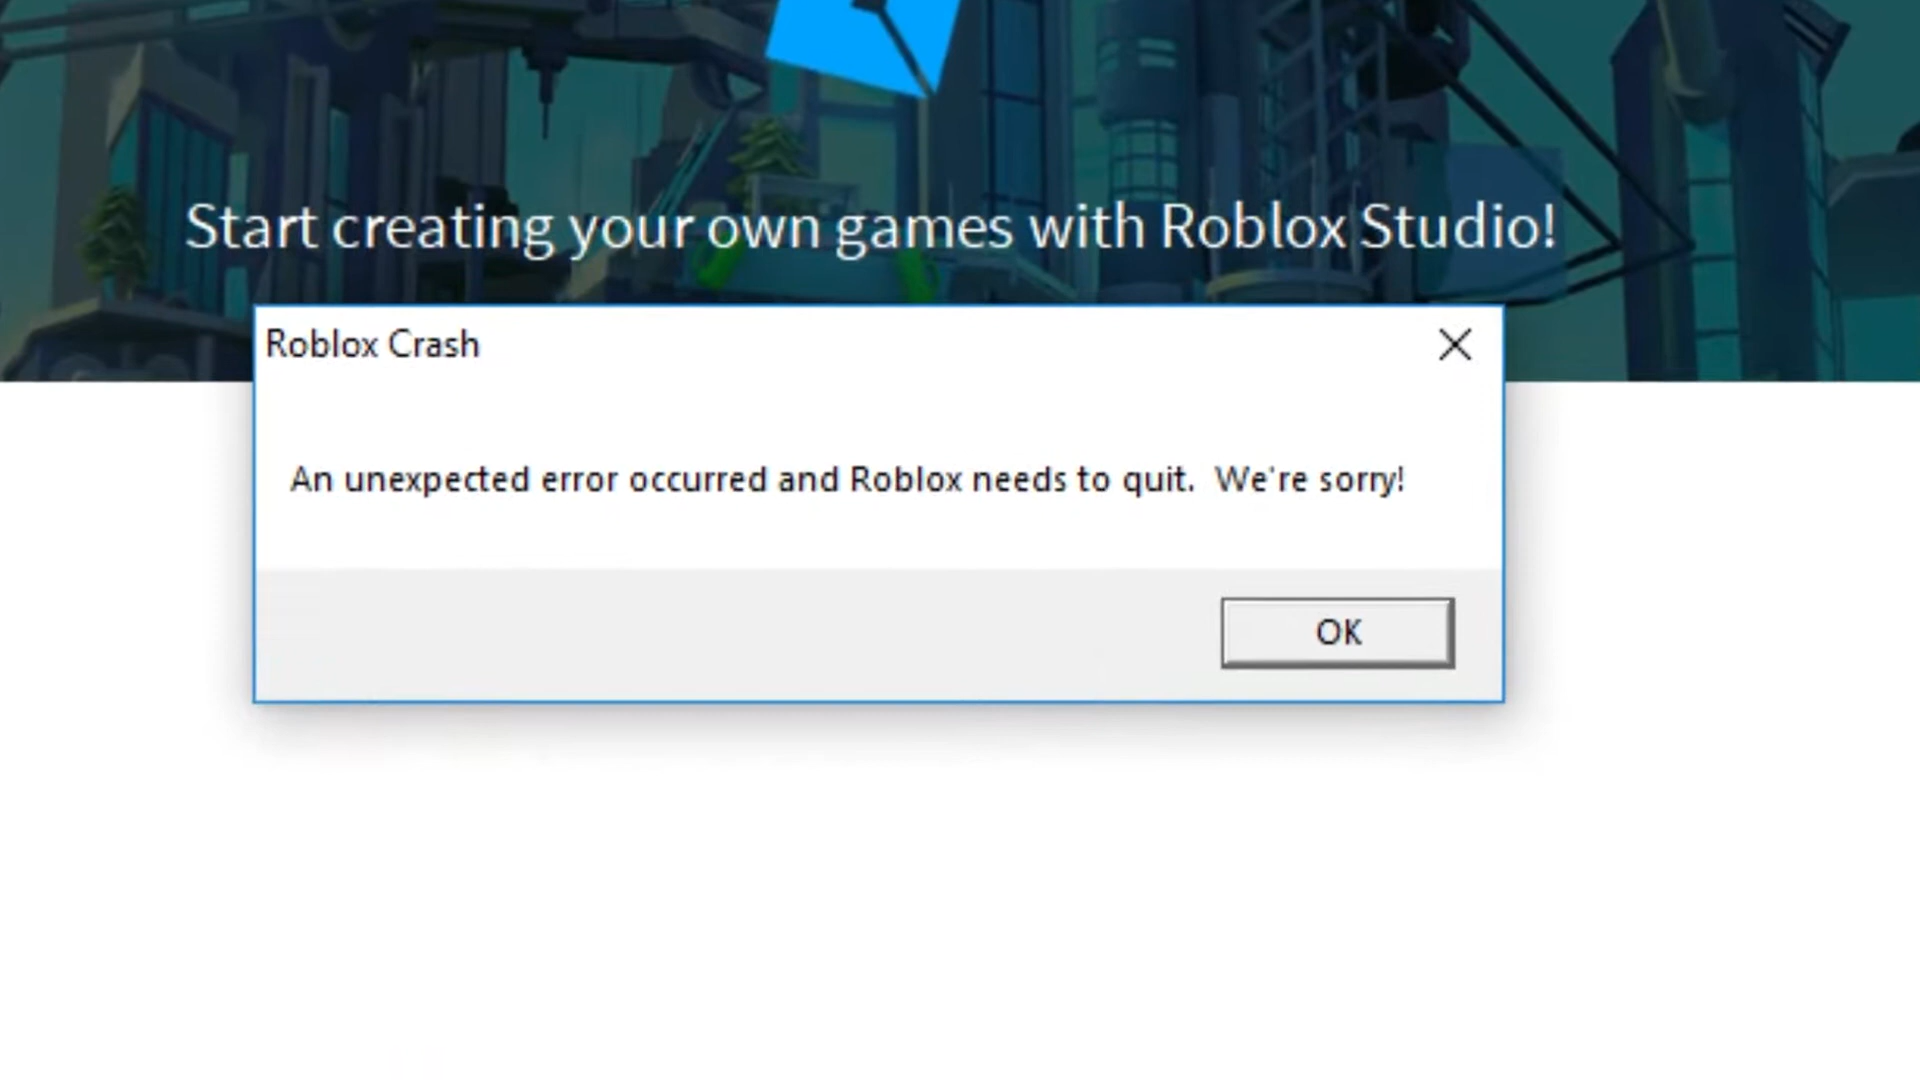 Start creating your own games with Roblox Studio!
Roblox Crash
An unexpected error occurred and Roblox needs to quit.  We're sorry!
OK